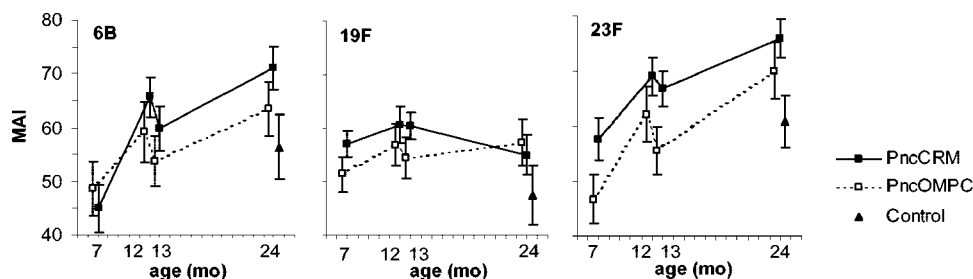 6B
19F
23F
MAI
80
70
60
50
40
7 12 13 24
7 12 13 24
7 12 13 24
age (mo)
age (mo)
age (mo)
PncCRM
PncOMPC
Control